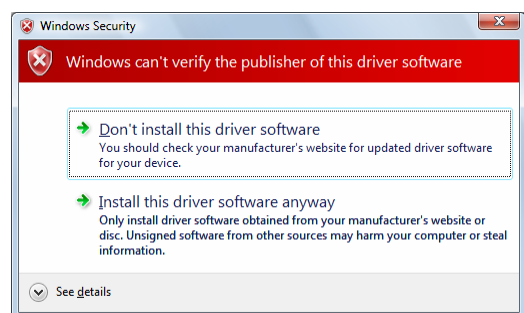 Windows Security
Windows can't verify the publisher of this driver software
Don't install this driver software
You should check your manufacturer's website for updated driver software
for your device.
Install this driver software anyway
Only install driver software obtained from your manufacturer's website or
disc. Unsigned software from other sources may harm your computer or steal
information.
See details